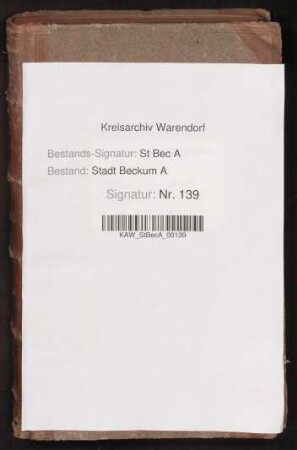 Kreisarchiv Warendorf
Bestands-Signatur: St Bec A
Bestand: Stadt Beckum A
Signatur: Nr. 139
KAW_StBecA_00139